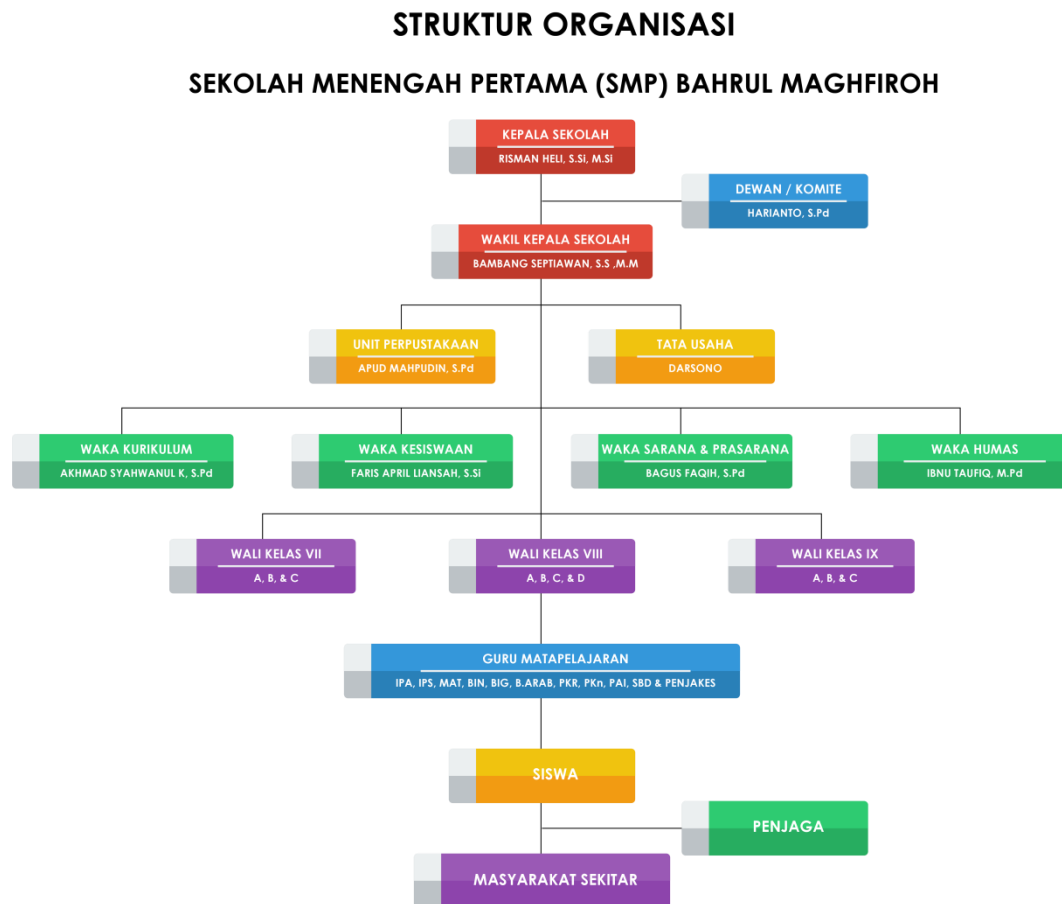 STRUKTUR ORGANISASI
SEKOLAH MENENGAH PERTAMA (SMP) BAHRUL MAGHFIROH
KEPALA SEKOLAH
RISMAN HELI, S.Si, M.Si
DEWAN / KOMITE
HARIANTO, S.Pd
WAKIL KEPALA SEKOLAH
BAMBANG SEPTIAWAN, S.S ,M.M
UNIT PERPUSTAKAAN
APUD MAHPUDIN, S.Pd
TATA USAHA
DARSONO
WAKA KURIKULUM
AKHMAD SYAHWANUL K, S.Pd
WAKA KESISWAAN
FARIS APRIL LIANSAH, S.Si
WAKA SARANA & PRASARANA
BAGUS FAQIH, S.Pd
WAKA HUMAS
IBNU TAUFIQ, M.Pd
WALI KELAS VII
A, B, & C
WALI KELAS VIII
A, B, C, & D
WALI KELAS IX
A, B, & C
GURU MATAPELAJARAN
IPA, IPS, MAT, BIN, BIG, B.ARAB, PKR, PKn, PAI, SBD & PENJAKES
SISWA
PENJAGA
MASYARAKAT SEKITAR